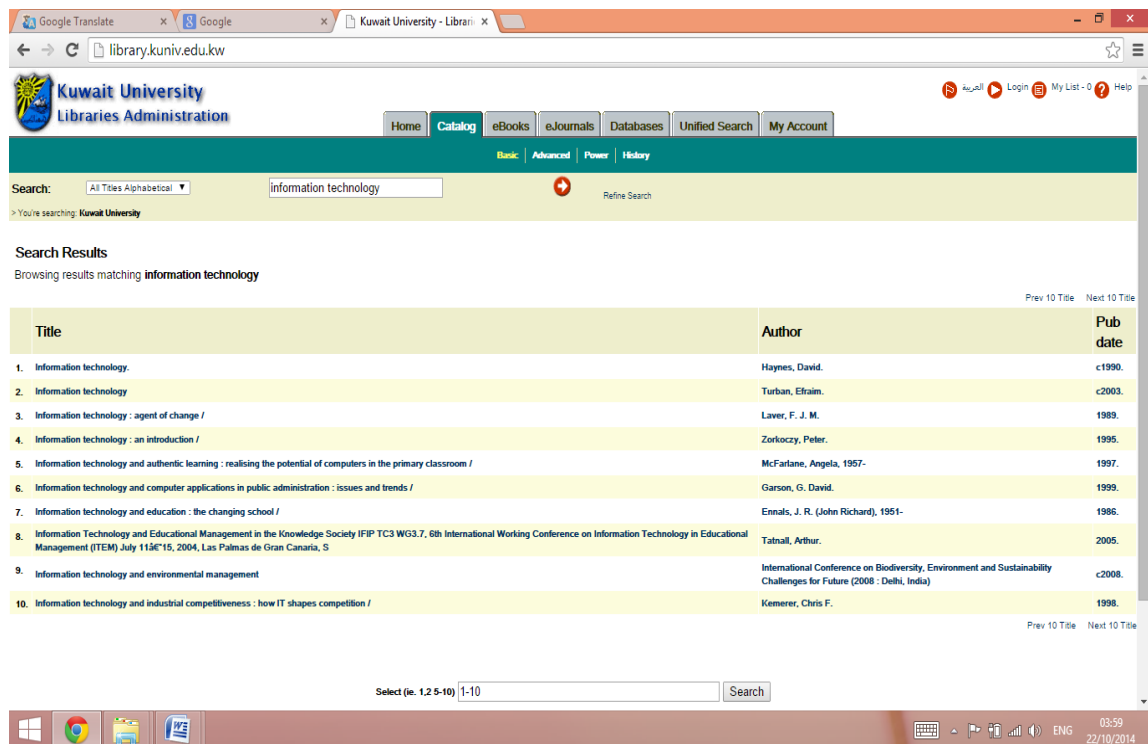 Google Translate
Google
Kuwait University - Librari
library.kuniv.edu.kw
Kuwait University
Libraries Administration
العربية Login My List - 0 Help
Home Catalog eBooks eJournals Databases Unified Search My Account
Basic Advanced Power History
Search: All Titles Alphabetical information technology Refine Search
> You're searching: Kuwait University
Search Results
Browsing results matching information technology
Prev 10 Title Next 10 Title
Title Author Pub
date
1. Information technology. Haynes, David. c1990.
2. Information technology Turban, Efraim. c2003.
3. Information technology : agent of change / Laver, F. J. M. 1989.
4. Information technology : an introduction / Zorkoczy, Peter. 1995.
5. Information technology and authentic learning : realising the potential of computers in the primary classroom / McFarlane, Angela, 1957- 1997.
6. Information technology and computer applications in public administration : issues and trends / Garson, G. David. 1999.
7. Information technology and education : the changing school / Ennals, J. R. (John Richard), 1951- 1986.
8. Information Technology and Educational Management in the Knowledge Society IFIP TC3 WG3.7, 6th International Working Conference on Information Technology in Educational
Management (ITEM) July 11â€"15, 2004, Las Palmas de Gran Canaria, S Tatnall, Arthur. 2005.
9. Information technology and environmental management International Conference on Biodiversity, Environment and Sustainability
Challenges for Future (2008 : Delhi, India) c2008.
10. Information technology and industrial competitiveness : how IT shapes competition / Kemerer, Chris F. 1998.
Prev 10 Title Next 10 Title
Select (ie. 1,2 5-10) 1-10 Search
ENG 03:59
22/10/2014